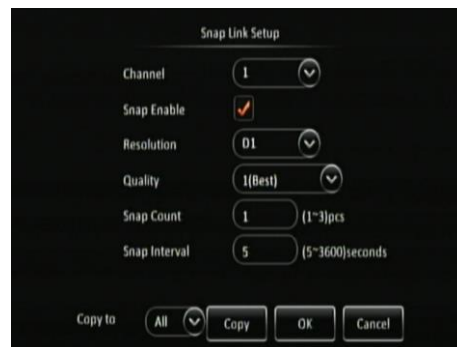 Snap Link Setup
Channel 1
Snap Enable
Resolution D1
Quality 1(Best)
Snap Count 1 (1~3)pcs
Snap Interval 5 (5~3600)seconds
Copy to All Copy OK Cancel